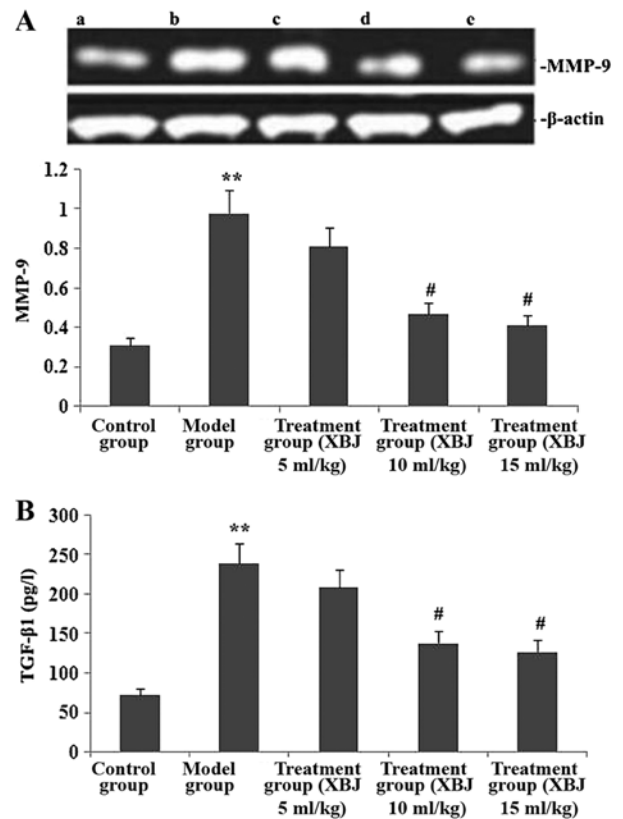 A
a b c d e
-MMP-9
-β-actin
1.2
1
0.8
0.6
0.4
0.2
0
MMP-9
**
#
#
Control Model Treatment Treatment Treatment
group group group (XBJ group (XBJ group (XBJ
5 ml/kg) 10 ml/kg) 15 ml/kg)
B
300
250
200
150
100
50
0
TGF-β1 (pg/l)
**
#
#
Control Model Treatment Treatment Treatment
group group group (XBJ group (XBJ group (XBJ
5 ml/kg) 10 ml/kg) 15 ml/kg)